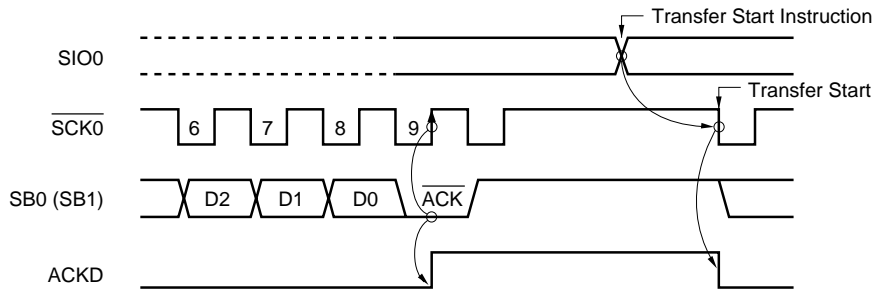 Transfer Start Instruction
SIO0
Transfer Start
SCK0
6 7 8 9
SB0 (SB1)
D2 D1 D0 ACK
ACKD